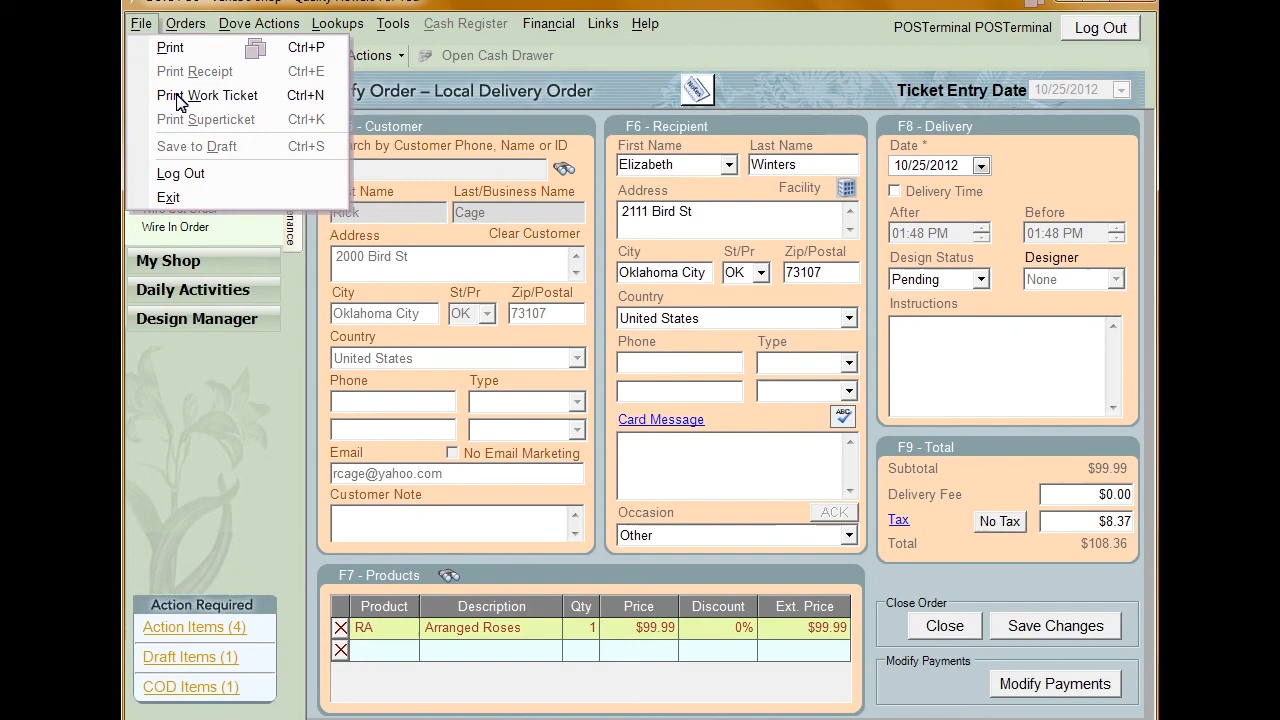 File Orders Dove Actions Lookups Tools Cash Register Financial Links Help
POSTerminal POSTerminal Log Out
Print Ctrl+P
Print Receipt Ctrl+E
Print Work Ticket Ctrl+N
Print Superticket Ctrl+K
Save to Draft Ctrl+S
Log Out
Exit
Actions Open Cash Drawer
fy Order – Local Delivery Order
Ticket Entry Date 10/25/2012
Wire In Order
My Shop
Daily Activities
Design Manager
Action Required
Action Items (4)
Draft Items (1)
COD Items (1)
- Customer
arch by Customer Phone, Name or ID
Name Last/Business Name
Rick Cage
Address Clear Customer
2000 Bird St
City St/Pr Zip/Postal
Oklahoma City OK 73107
Country
United States
Phone Type
Email No Email Marketing
rcage@yahoo.com
Customer Note
F6 - Recipient
First Name Last Name
Elizabeth Winters
Address Facility
2111 Bird St
City St/Pr Zip/Postal
Oklahoma City OK 73107
Country
United States
Phone Type
Card Message ABC
Occasion ACK
Other
F8 - Delivery
Date *
10/25/2012
Delivery Time
After Before
01:48 PM 01:48 PM
Design Status Designer
Pending None
Instructions
F9 - Total
Subtotal $99.99
Delivery Fee $0.00
Tax No Tax $8.37
Total $108.36
F7 - Products
Product Description Qty Price Discount Ext. Price
RA Arranged Roses 1 $99.99 0% $99.99
Close Order
Close Save Changes
Modify Payments
Modify Payments